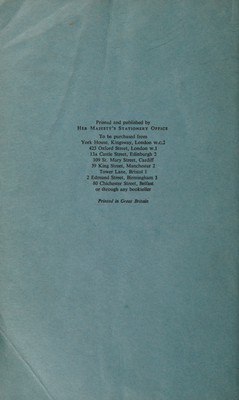 Printed and published by
HER MAJESTY'S STATIONERY OFFICE
To be purchased from
York House, Kingsway, London w.c.2
423 Oxford Street, London w.1
13a Castle Street, Edinburgh 2
109 St. Mary Street, Cardiff
39 King Street, Manchester 2
Tower Lane, Bristol 1
2 Edmund Street, Birmingham 3
80 Chichester Street, Belfast
or through any bookseller
Printed in Great Britain